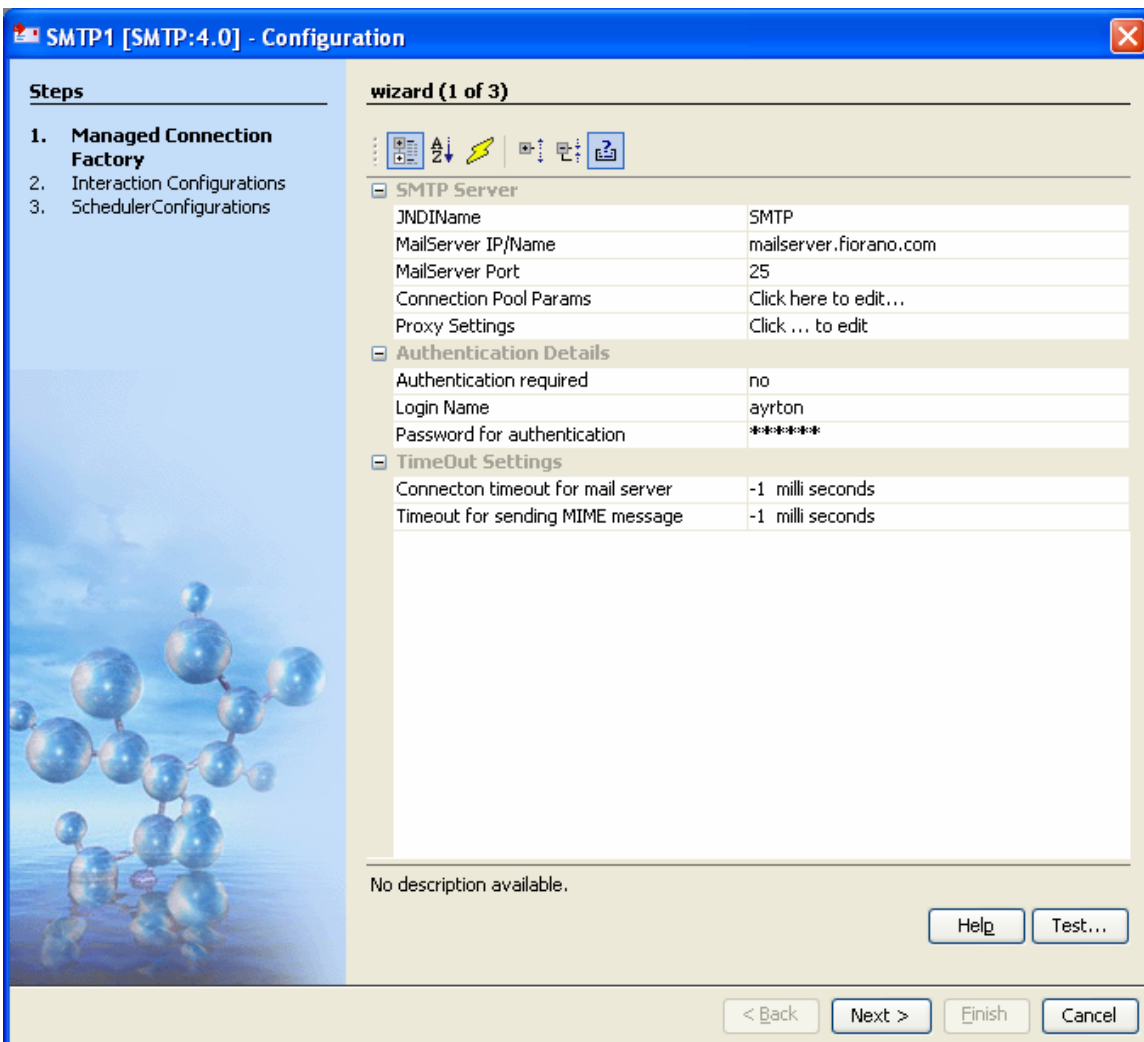 SMTP1 [SMTP:4.0] - Configuration
Steps
1. Managed Connection
Factory
2. Interaction Configurations
3. SchedulerConfigurations
wizard (1 of 3)
SMTP Server
JNDIName SMTP
MailServer IP/Name mailserver.fiorano.com
MailServer Port 25
Connection Pool Params Click here to edit...
Proxy Settings Click ... to edit
Authentication Details
Authentication required no
Login Name ayrton
Password for authentication ******
TimeOut Settings
Connecton timeout for mail server -1 milli seconds
Timeout for sending MIME message -1 milli seconds
No description available.
Help Test...
< Back Next > Finish Cancel